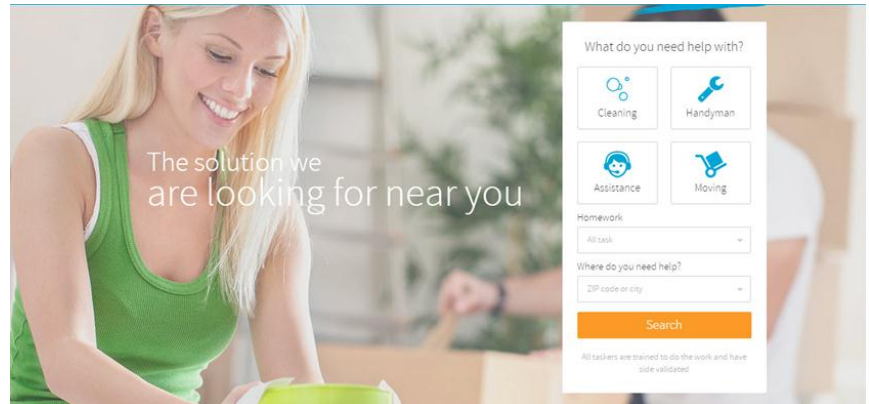 The solution we
are looking for near you
What do you need help with?
Cleaning
Handyman
Assistance
Moving
Homework
All task
Where do you need help?
ZIP code or city
Search
All taskers are trained to do the work and have
side validated